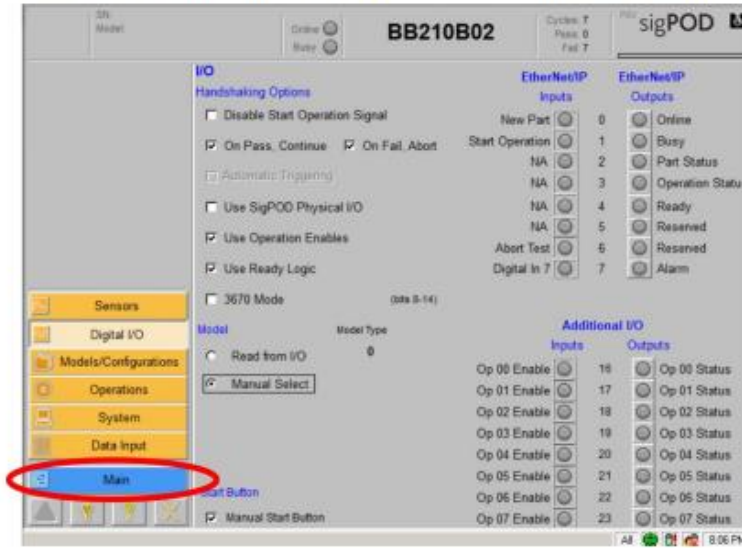 SN:
Model:
Online
Busy
BB210B02
Cycles: 7
Pass: 0
Fail: 7
sigPOD
I/O
Handshaking Options
Disable Start Operation Signal
On Pass, Continue On Fail, Abort
Automatic Triggering
Use SigPOD Physical I/O
Use Operation Enables
Use Ready Logic
3670 Mode (bits 8-14)
EtherNet/IP EtherNet/IP
Inputs Outputs
New Part 0 Online
Start Operation 1 Busy
NA 2 Part Status
NA 3 Operation Statu
NA 4 Ready
NA 5 Reserved
Abort Test 6 Reserved
Digital In 7 7 Alarm
Sensors
Digital I/O
Models/Configurations
Operations
System
Data Input
Main
Model Model Type
Read from I/O 0
Manual Select
Start Button
Manual Start Button
Additional I/O
Inputs Outputs
Op 00 Enable 16 Op 00 Status
Op 01 Enable 17 Op 01 Status
Op 02 Enable 18 Op 02 Status
Op 03 Enable 19 Op 03 Status
Op 04 Enable 20 Op 04 Status
Op 05 Enable 21 Op 05 Status
Op 06 Enable 22 Op 06 Status
Op 07 Enable 23 Op 07 Status
All 8:06 PM